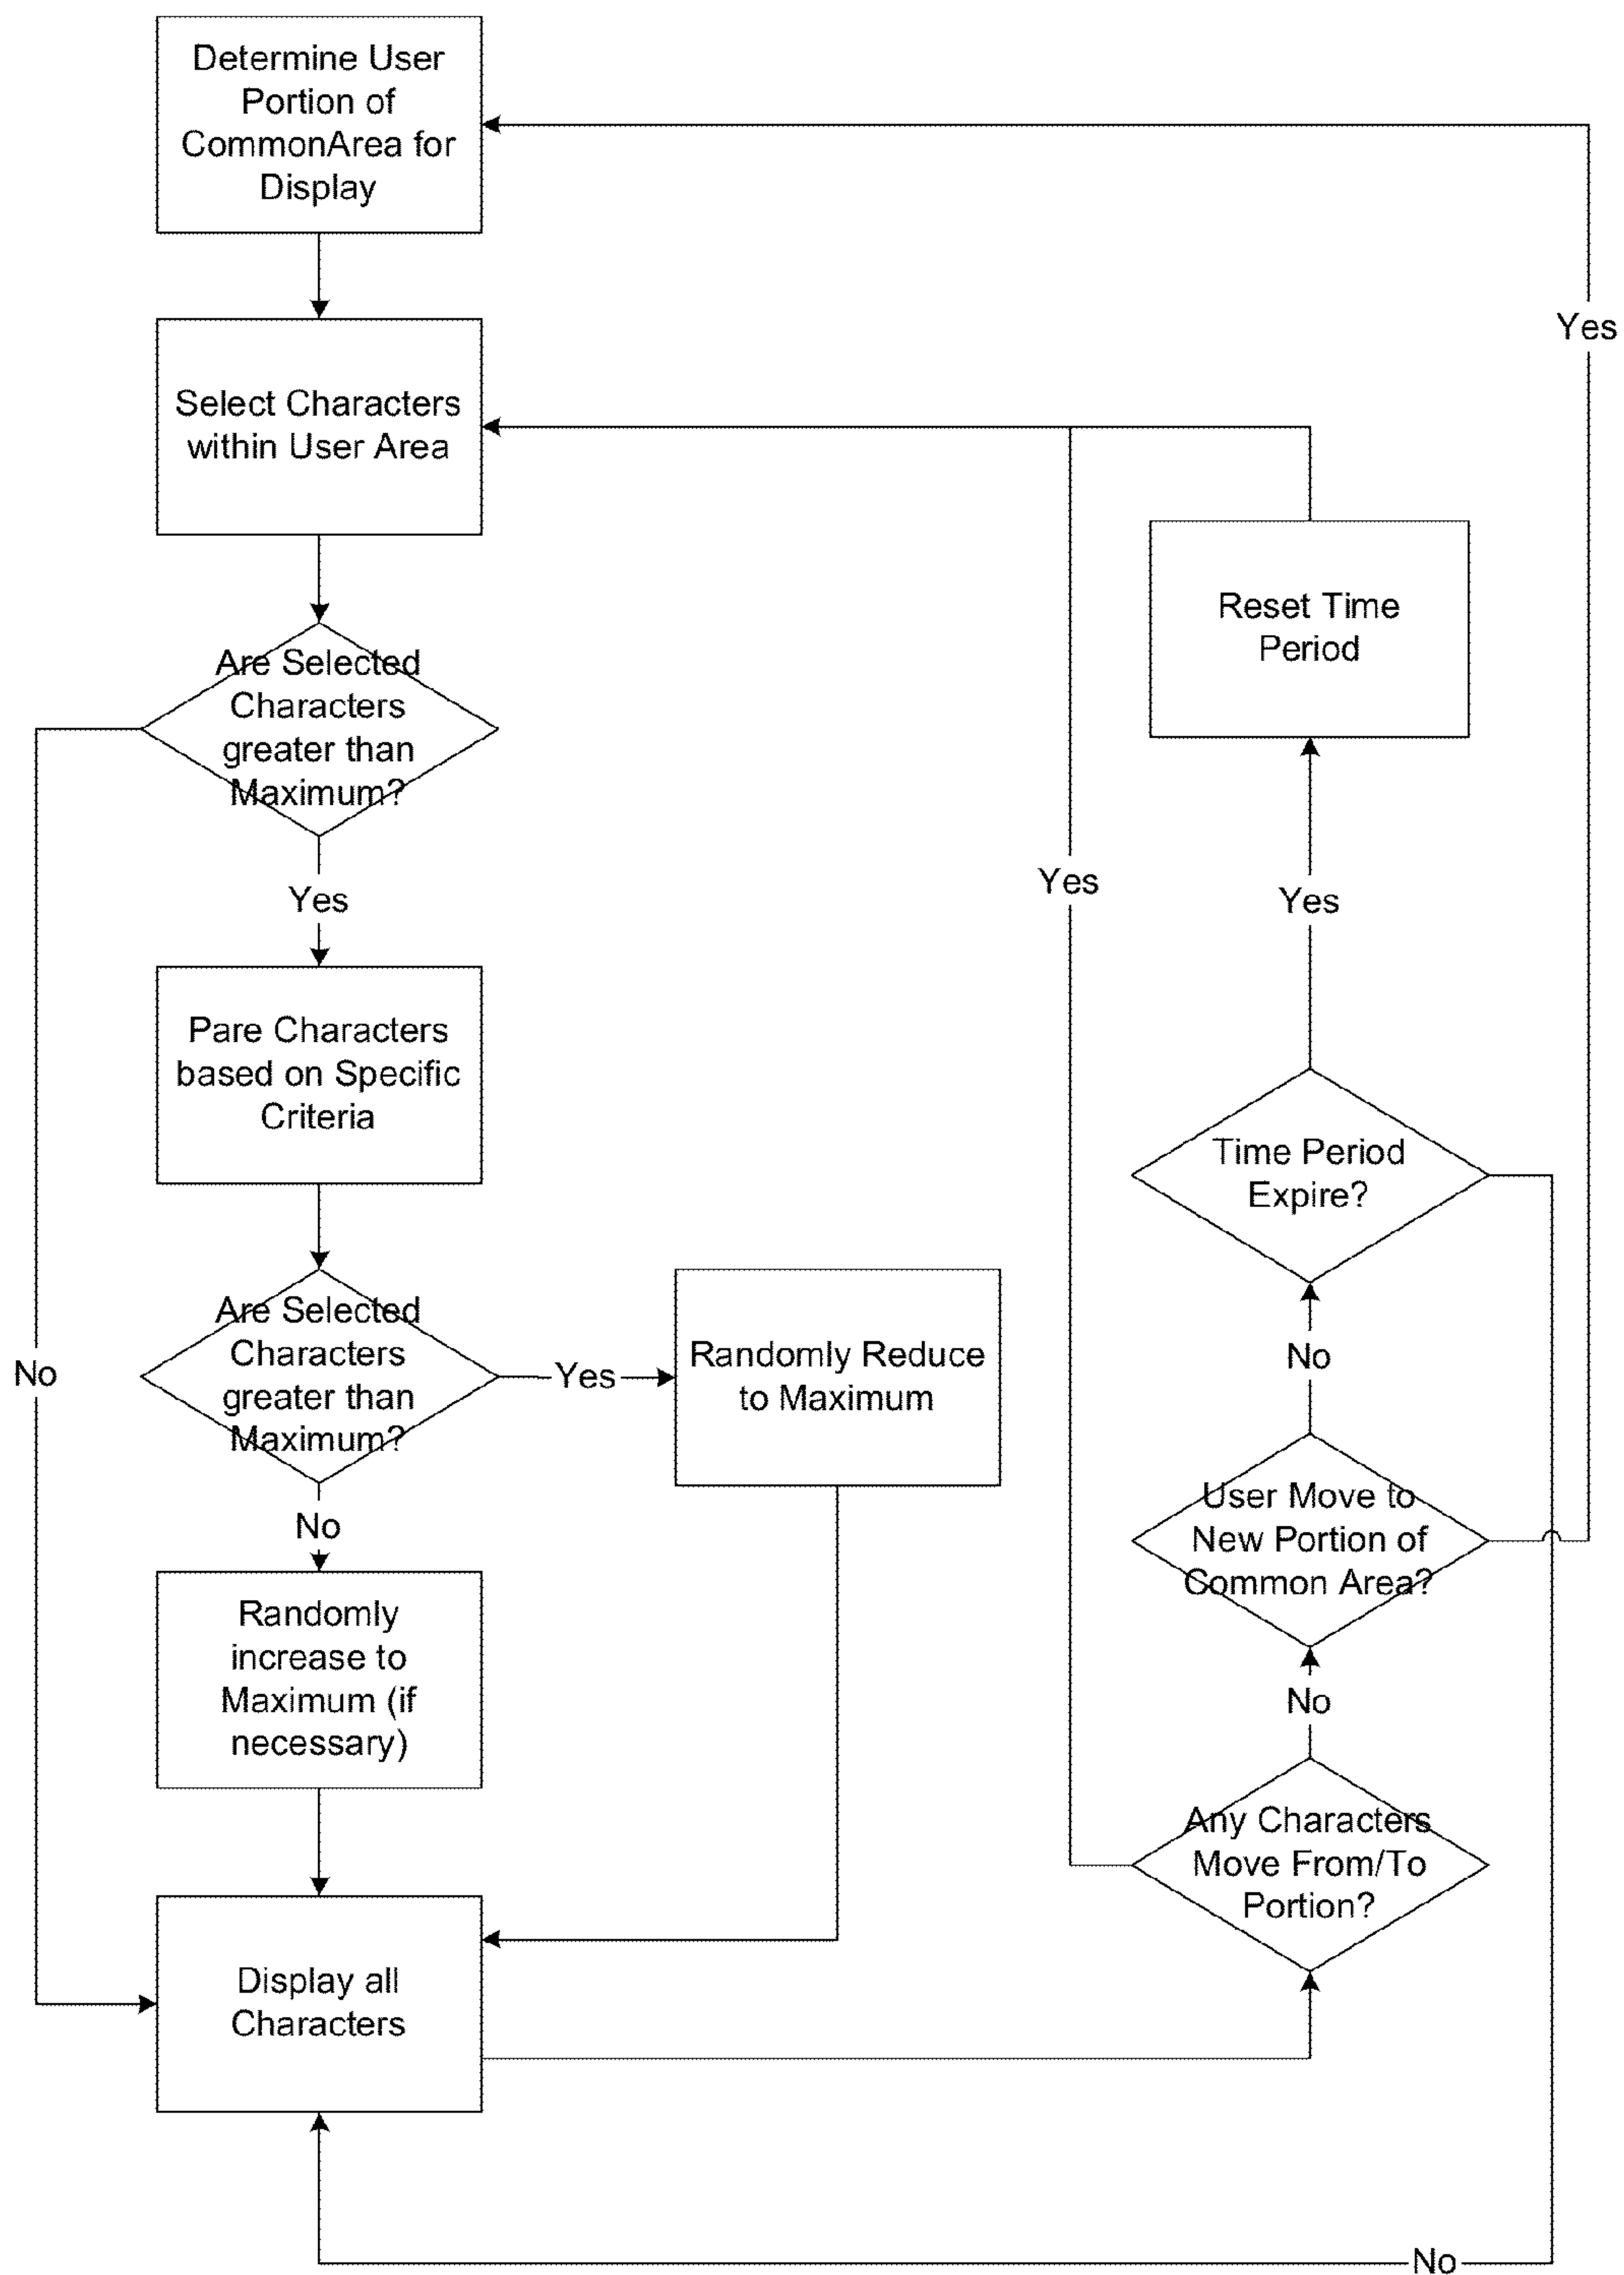 Determine User
Portion of
CommonArea for
Display
Yes
Select Characters
within User Area
Reset Time
Period
Are Selected
Characters
greater than
Maximum?
Yes
Yes
Yes
Pare Characters
based on Specific
Criteria
Time Period
Expire?
Are Selected
Characters
greater than
Maximum?
No
Yes
Randomly Reduce
to Maximum
No
User Move to
New Portion of
Common Area?
No
Randomly
increase to
Maximum (if
necessary)
No
Any Characters
Move From/To
Portion?
Display all
Characters
No